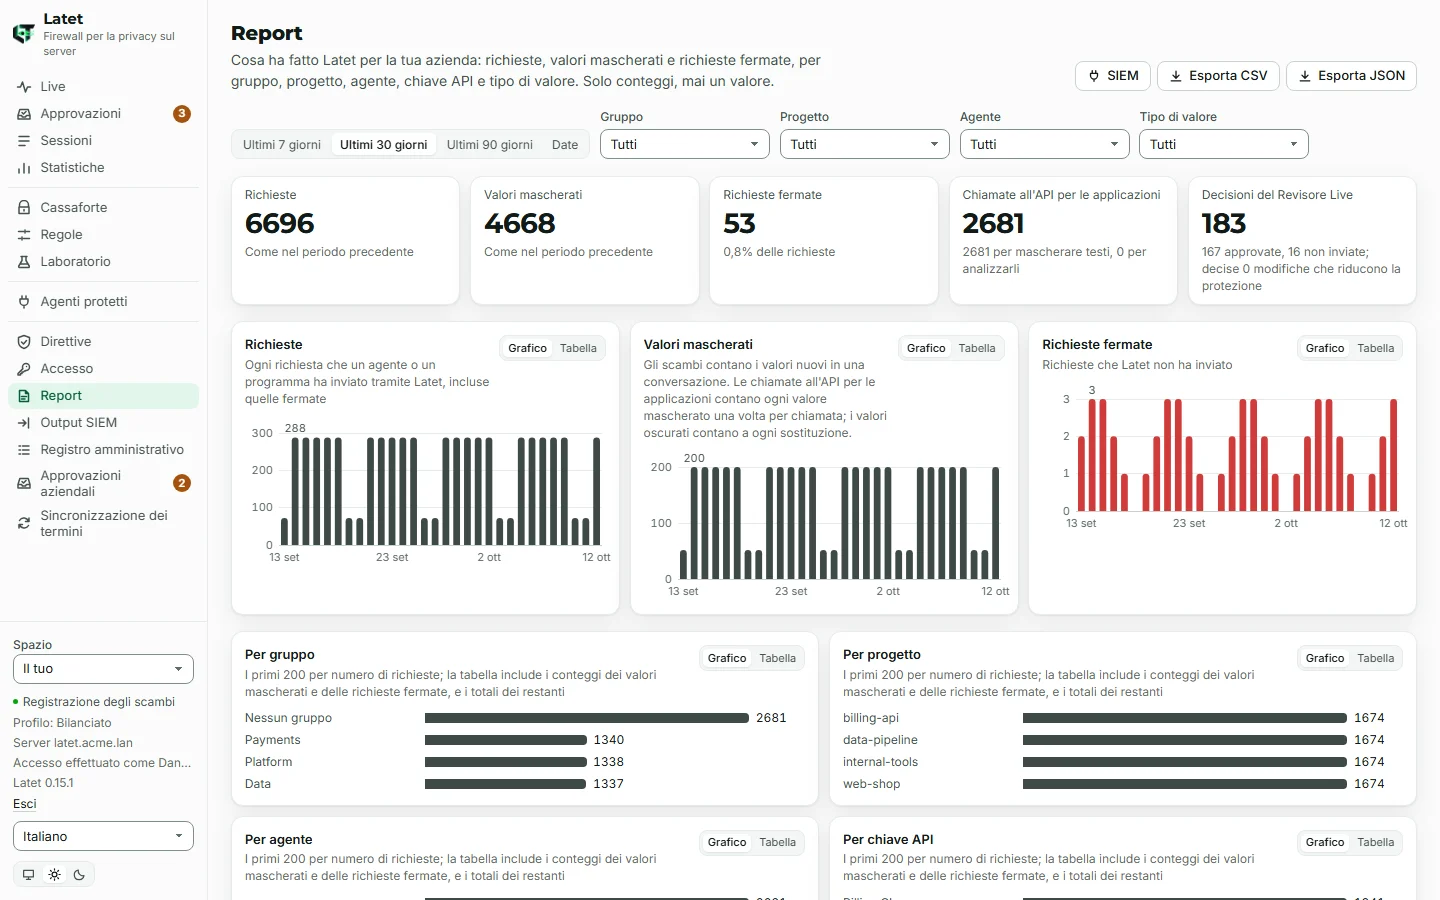 Latet
Firewall per la privacy sul
server
Live
Approvazioni 3
Sessioni
Statistiche
Cassaforte
Regole
Laboratorio
Agenti protetti
Direttive
Accesso
Report
Output SIEM
Registro amministrativo
Approvazioni
aziendali 2
Sincronizzazione dei
termini
Spazio
Il tuo
Registrazione degli scambi
Profilo: Bilanciato
Server latet.acme.lan
Accesso effettuato come Dan...
Latet 0.15.1
Esci
Italiano
Report
Cosa ha fatto Latet per la tua azienda: richieste, valori mascherati e richieste fermate, per
gruppo, progetto, agente, chiave API e tipo di valore. Solo conteggi, mai un valore.
SIEM Esporta CSV Esporta JSON
Ultimi 7 giorni Ultimi 30 giorni Ultimi 90 giorni Date
Gruppo Progetto Agente Tipo di valore
Tutti Tutti Tutti Tutti
Richieste
6696
Come nel periodo precedente
Valori mascherati
4668
Come nel periodo precedente
Richieste fermate
53
0,8% delle richieste
Chiamate all'API per le applicazioni
2681
2681 per mascherare testi, 0 per
analizzarli
Decisioni del Revisore Live
183
167 approvate, 16 non inviate;
decise 0 modifiche che riducono la
protezione
Richieste
Grafico Tabella
Ogni richiesta che un agente o un
programma ha inviato tramite Latet, incluse
quelle fermate
288
300
200
100
0
13 set 23 set 2 ott 12 ott
Valori mascherati
Grafico Tabella
Gli scambi contano i valori nuovi in una
conversazione. Le chiamate all'API per le
applicazioni contano ogni valore
mascherato una volta per chiamata; i valori
oscurati contano a ogni sostituzione.
200
200
100
0
13 set 23 set 2 ott 12 ott
Richieste fermate
Grafico Tabella
Richieste che Latet non ha inviato
3
3
2
1
0
13 set 23 set 2 ott 12 ott
Per gruppo
Grafico Tabella
I primi 200 per numero di richieste; la tabella include i conteggi dei valori
mascherati e delle richieste fermate, e i totali dei restanti
Nessun gruppo 2681
Payments 1340
Platform 1338
Data 1337
Per progetto
Grafico Tabella
I primi 200 per numero di richieste; la tabella include i conteggi dei valori
mascherati e delle richieste fermate, e i totali dei restanti
billing-api 1674
data-pipeline 1674
internal-tools 1674
web-shop 1674
Per agente
Grafico Tabella
I primi 200 per numero di richieste; la tabella include i conteggi dei valori
mascherati e delle richieste fermate, e i totali dei restanti
Per chiave API
Grafico Tabella
I primi 200 per numero di richieste; la tabella include i conteggi dei valori
mascherati e delle richieste fermate, e i totali dei restanti